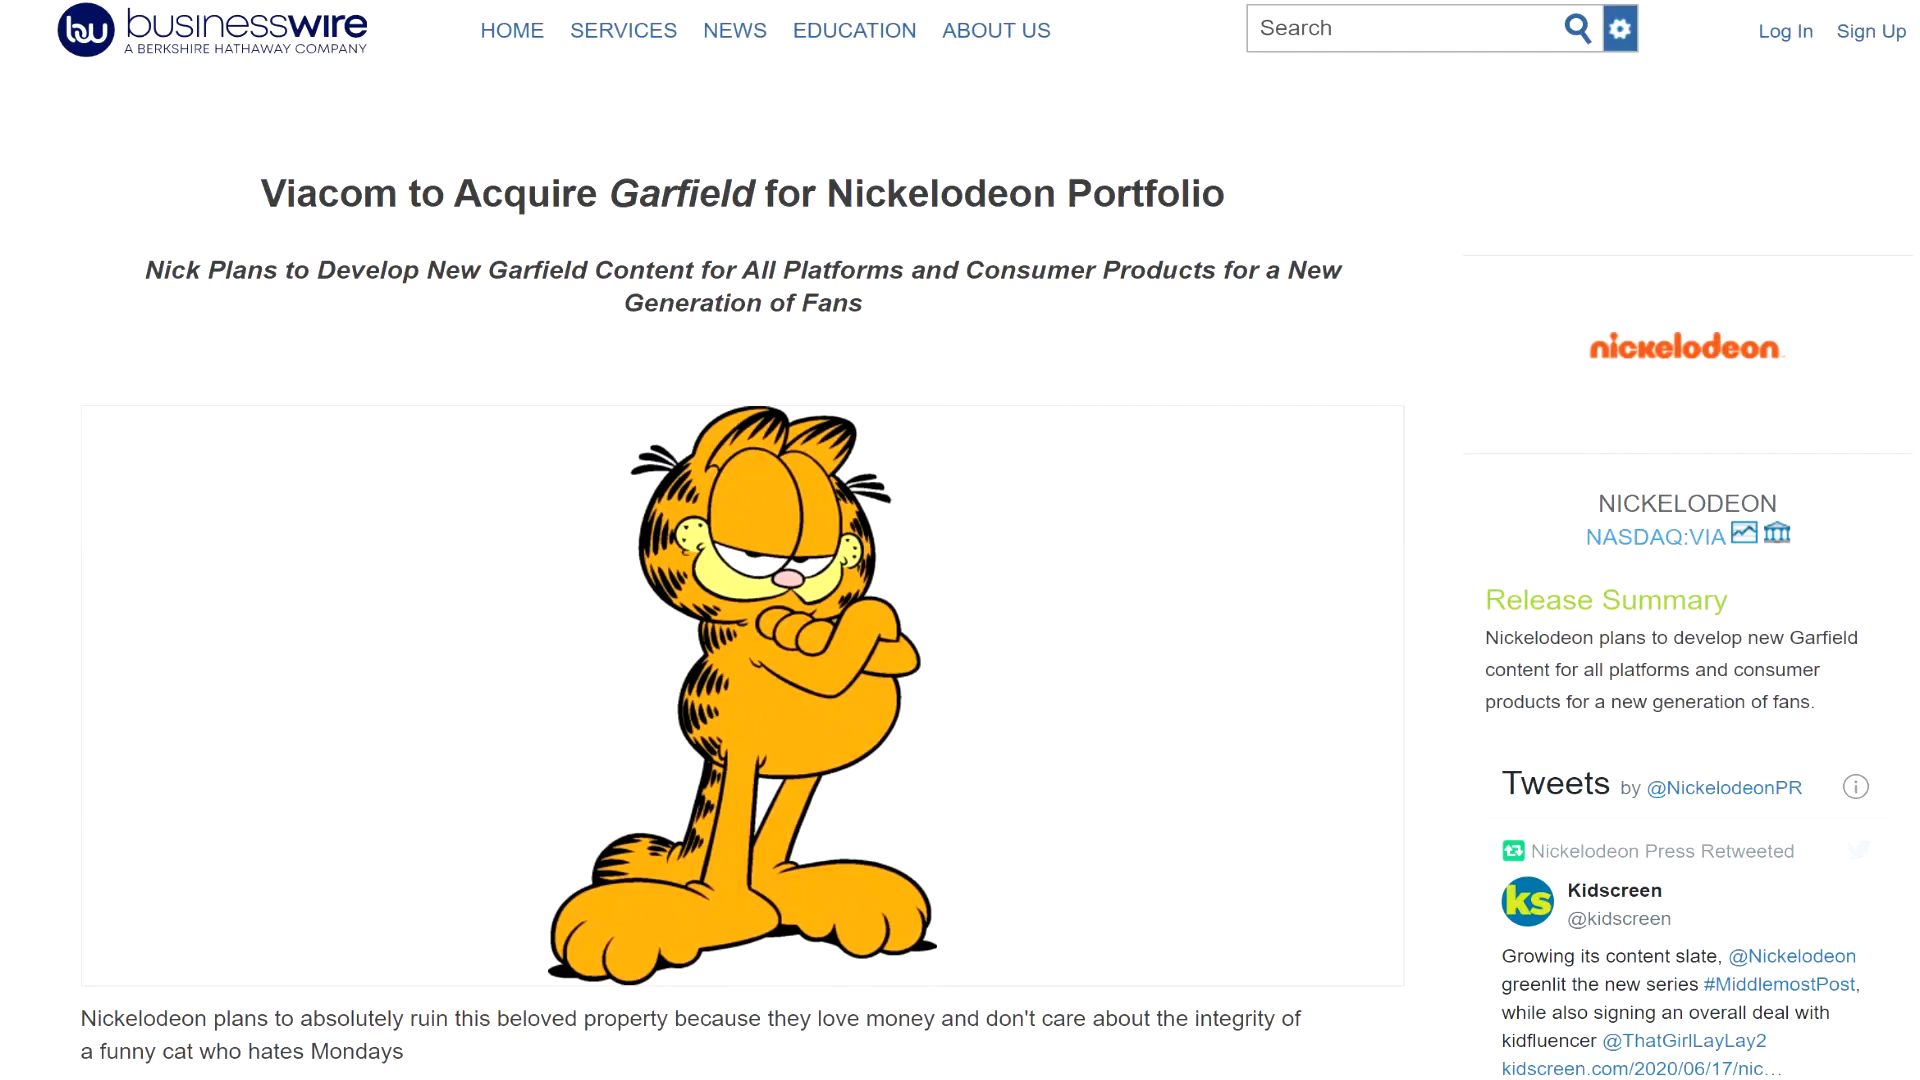 bw businesswire
A BERKSHIRE HATHAWAY COMPANY
HOME SERVICES NEWS EDUCATION ABOUT US
Search
Log In Sign Up
Viacom to Acquire Garfield for Nickelodeon Portfolio
Nick Plans to Develop New Garfield Content for All Platforms and Consumer Products for a New
Generation of Fans
Nickelodeon plans to absolutely ruin this beloved property because they love money and don't care about the integrity of
a funny cat who hates Mondays
nickelodeon
NICKELODEON
NASDAQ:VIA
Release Summary
Nickelodeon plans to develop new Garfield
content for all platforms and consumer
products for a new generation of fans.
Tweets by @NickelodeonPR
Nickelodeon Press Retweeted
ks
Kidscreen
@kidscreen
Growing its content slate, @Nickelodeon
greenlit the new series #MiddlemostPost,
while also signing an overall deal with
kidfluencer @ThatGirlLayLay2
kidscreen.com/2020/06/17/nic…